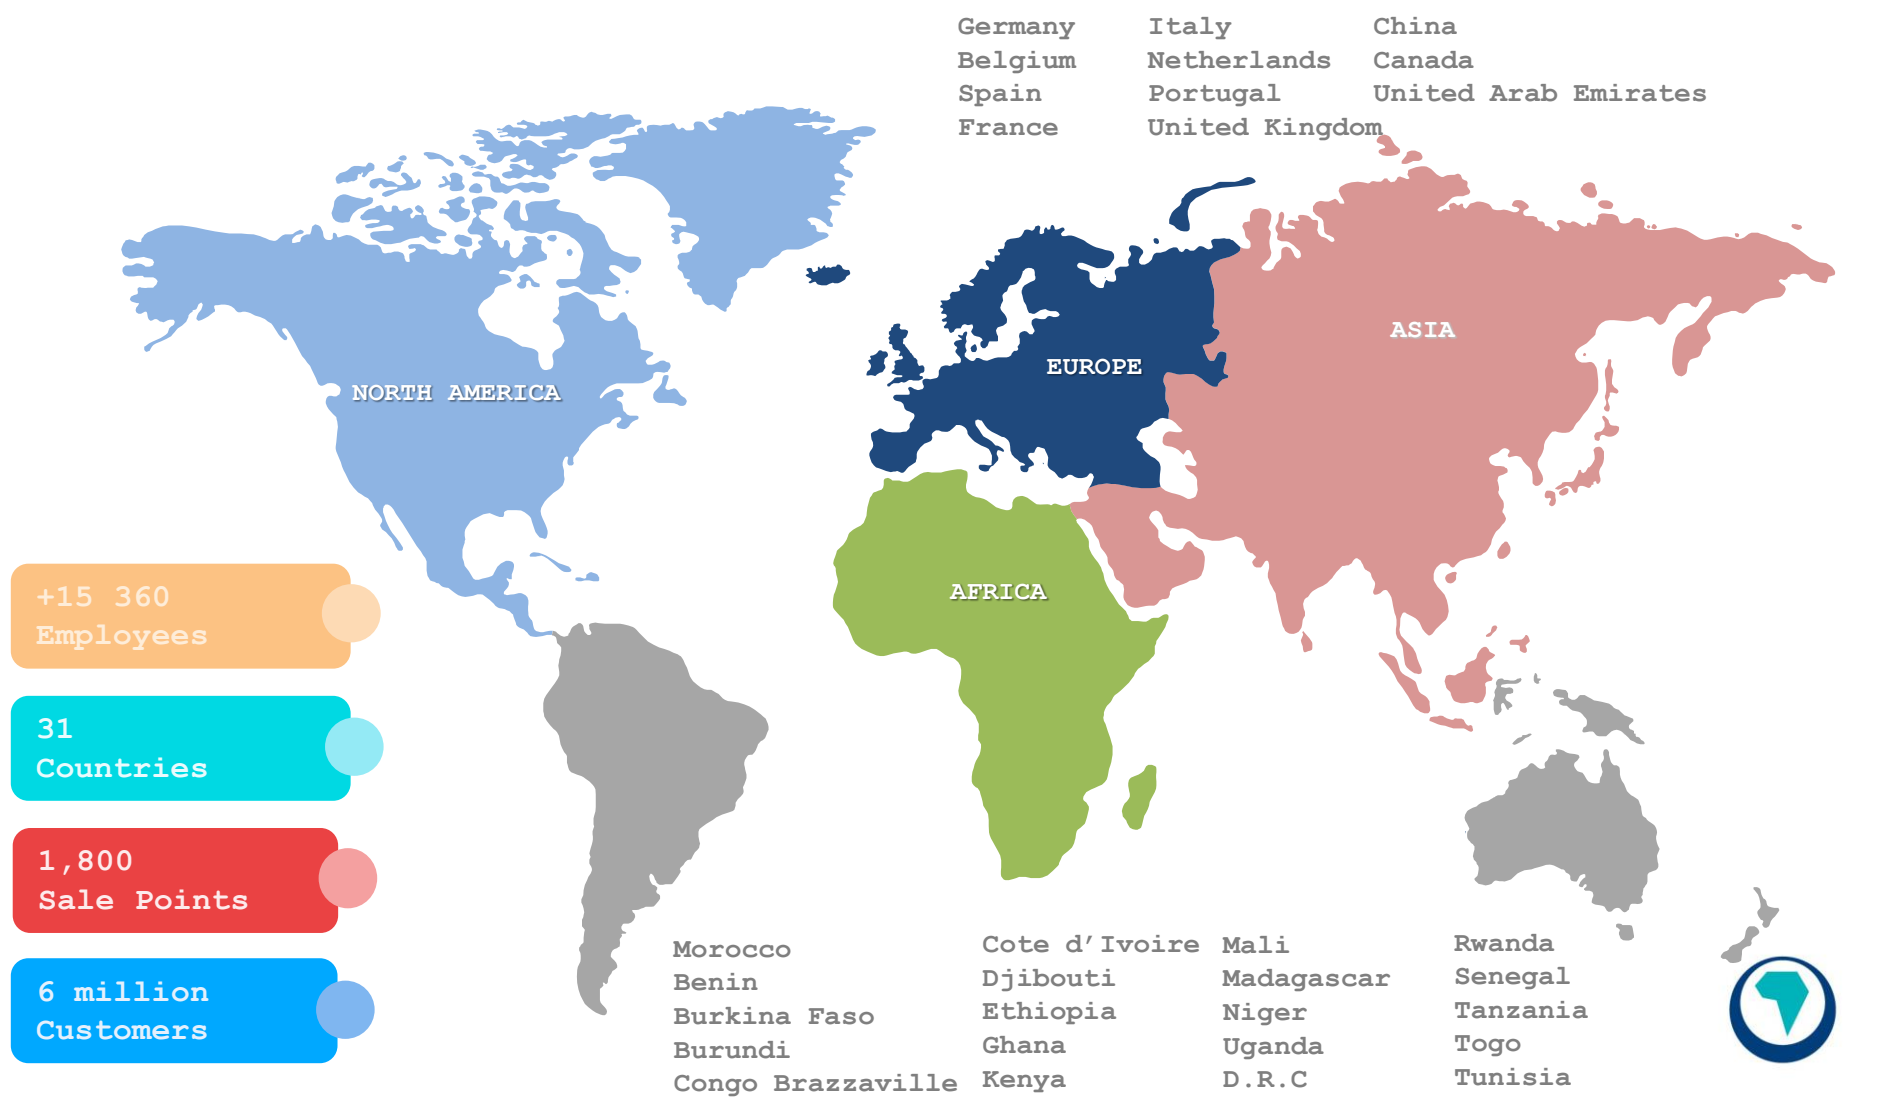 Germany
Belgium
Spain
France
Italy
Netherlands
Portugal
United Kingdom
China
Canada
United Arab Emirates
NORTH AMERICA
EUROPE
ASIA
AFRICA
+15 360
Employees
31
Countries
1,800
Sale Points
6 million
Customers
Morocco
Benin
Burkina Faso
Burundi
Congo Brazzaville
Cote d’Ivoire
Djibouti
Ethiopia
Ghana
Kenya
Mali
Madagascar
Niger
Uganda
D.R.C
Rwanda
Senegal
Tanzania
Togo
Tunisia